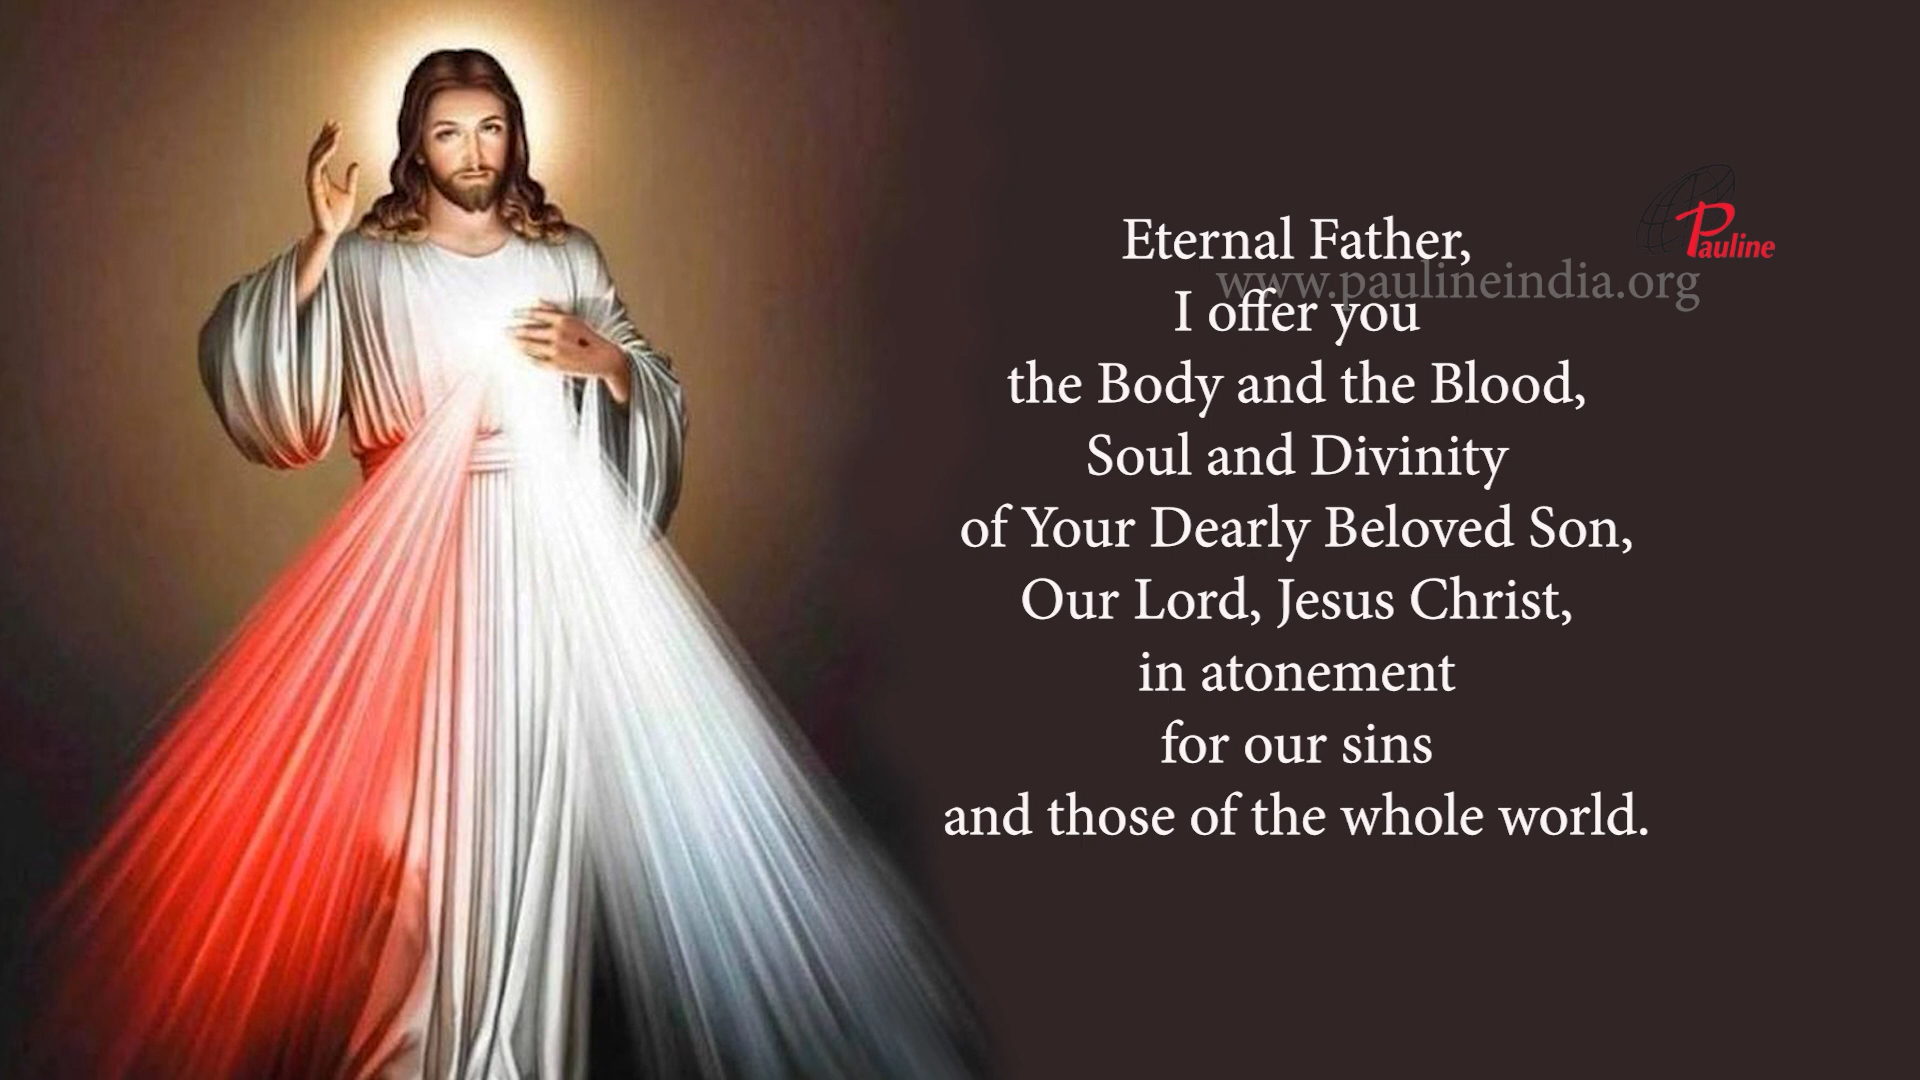 Eternal Father,
Pauline
www.paulineindia.org
I offer you
the Body and the Blood,
Soul and Divinity
of Your Dearly Beloved Son,
Our Lord, Jesus Christ,
in atonement
for our sins
and those of the whole world.